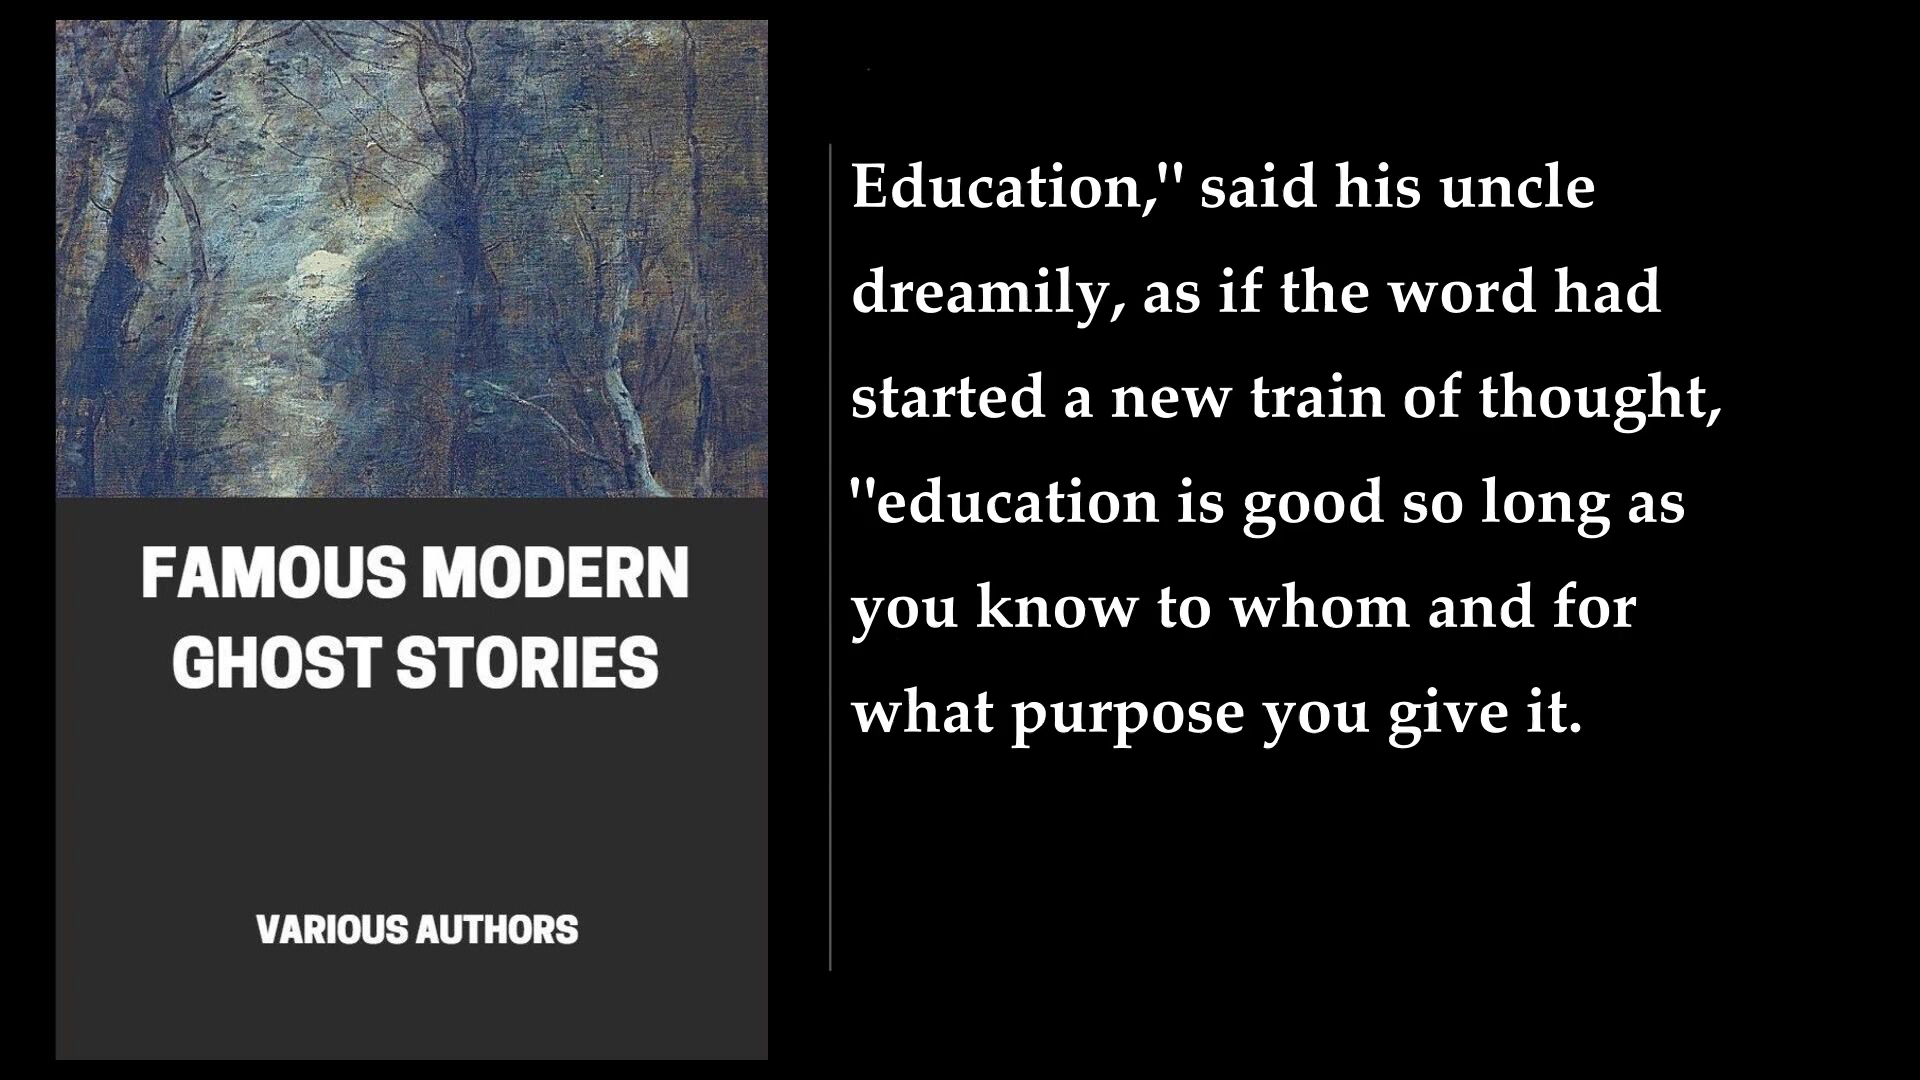 FAMOUS MODERN
GHOST STORIES
VARIOUS AUTHORS
Education," said his uncle
dreamily, as if the word had
started a new train of thought,
"education is good so long as
you know to whom and for
what purpose you give it.